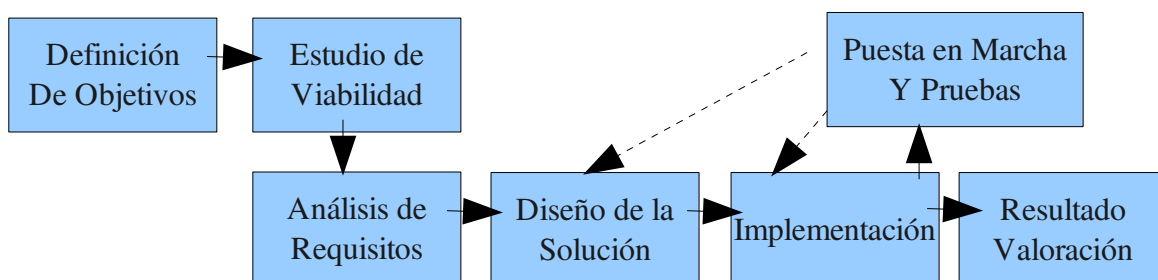 Definición
De Objetivos
Estudio de
Viabilidad
Puesta en Marcha
Y Pruebas
Análisis de
Requisitos
Diseño de la
Solución
Implementación
Resultado
Valoración